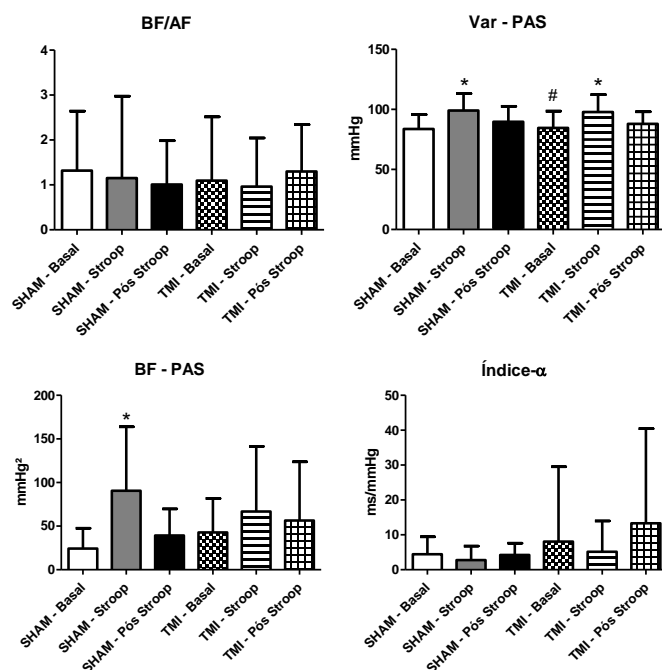 BF/AF
4
3
2
1
0
SHAM - Basal
SHAM - Stroop
SHAM - Pós Stroop
TMI - Basal
TMI - Stroop
TMI - Pós Stroop
Var - PAS
mmHg
150
100
50
0
*
#
*
SHAM - Basal
SHAM - Stroop
SHAM - Pós Stroop
TMI - Basal
TMI - Stroop
TMI - Pós Stroop
BF - PAS
mmHg²
200
150
100
50
0
*
SHAM - Basal
SHAM - Stroop
SHAM - Pós Stroop
TMI - Basal
TMI - Stroop
TMI - Pós Stroop
Índice-α
ms/mmHg
50
40
30
20
10
0
SHAM - Basal
SHAM - Stroop
SHAM - Pós Stroop
TMI - Basal
TMI - Stroop
TMI - Pós Stroop